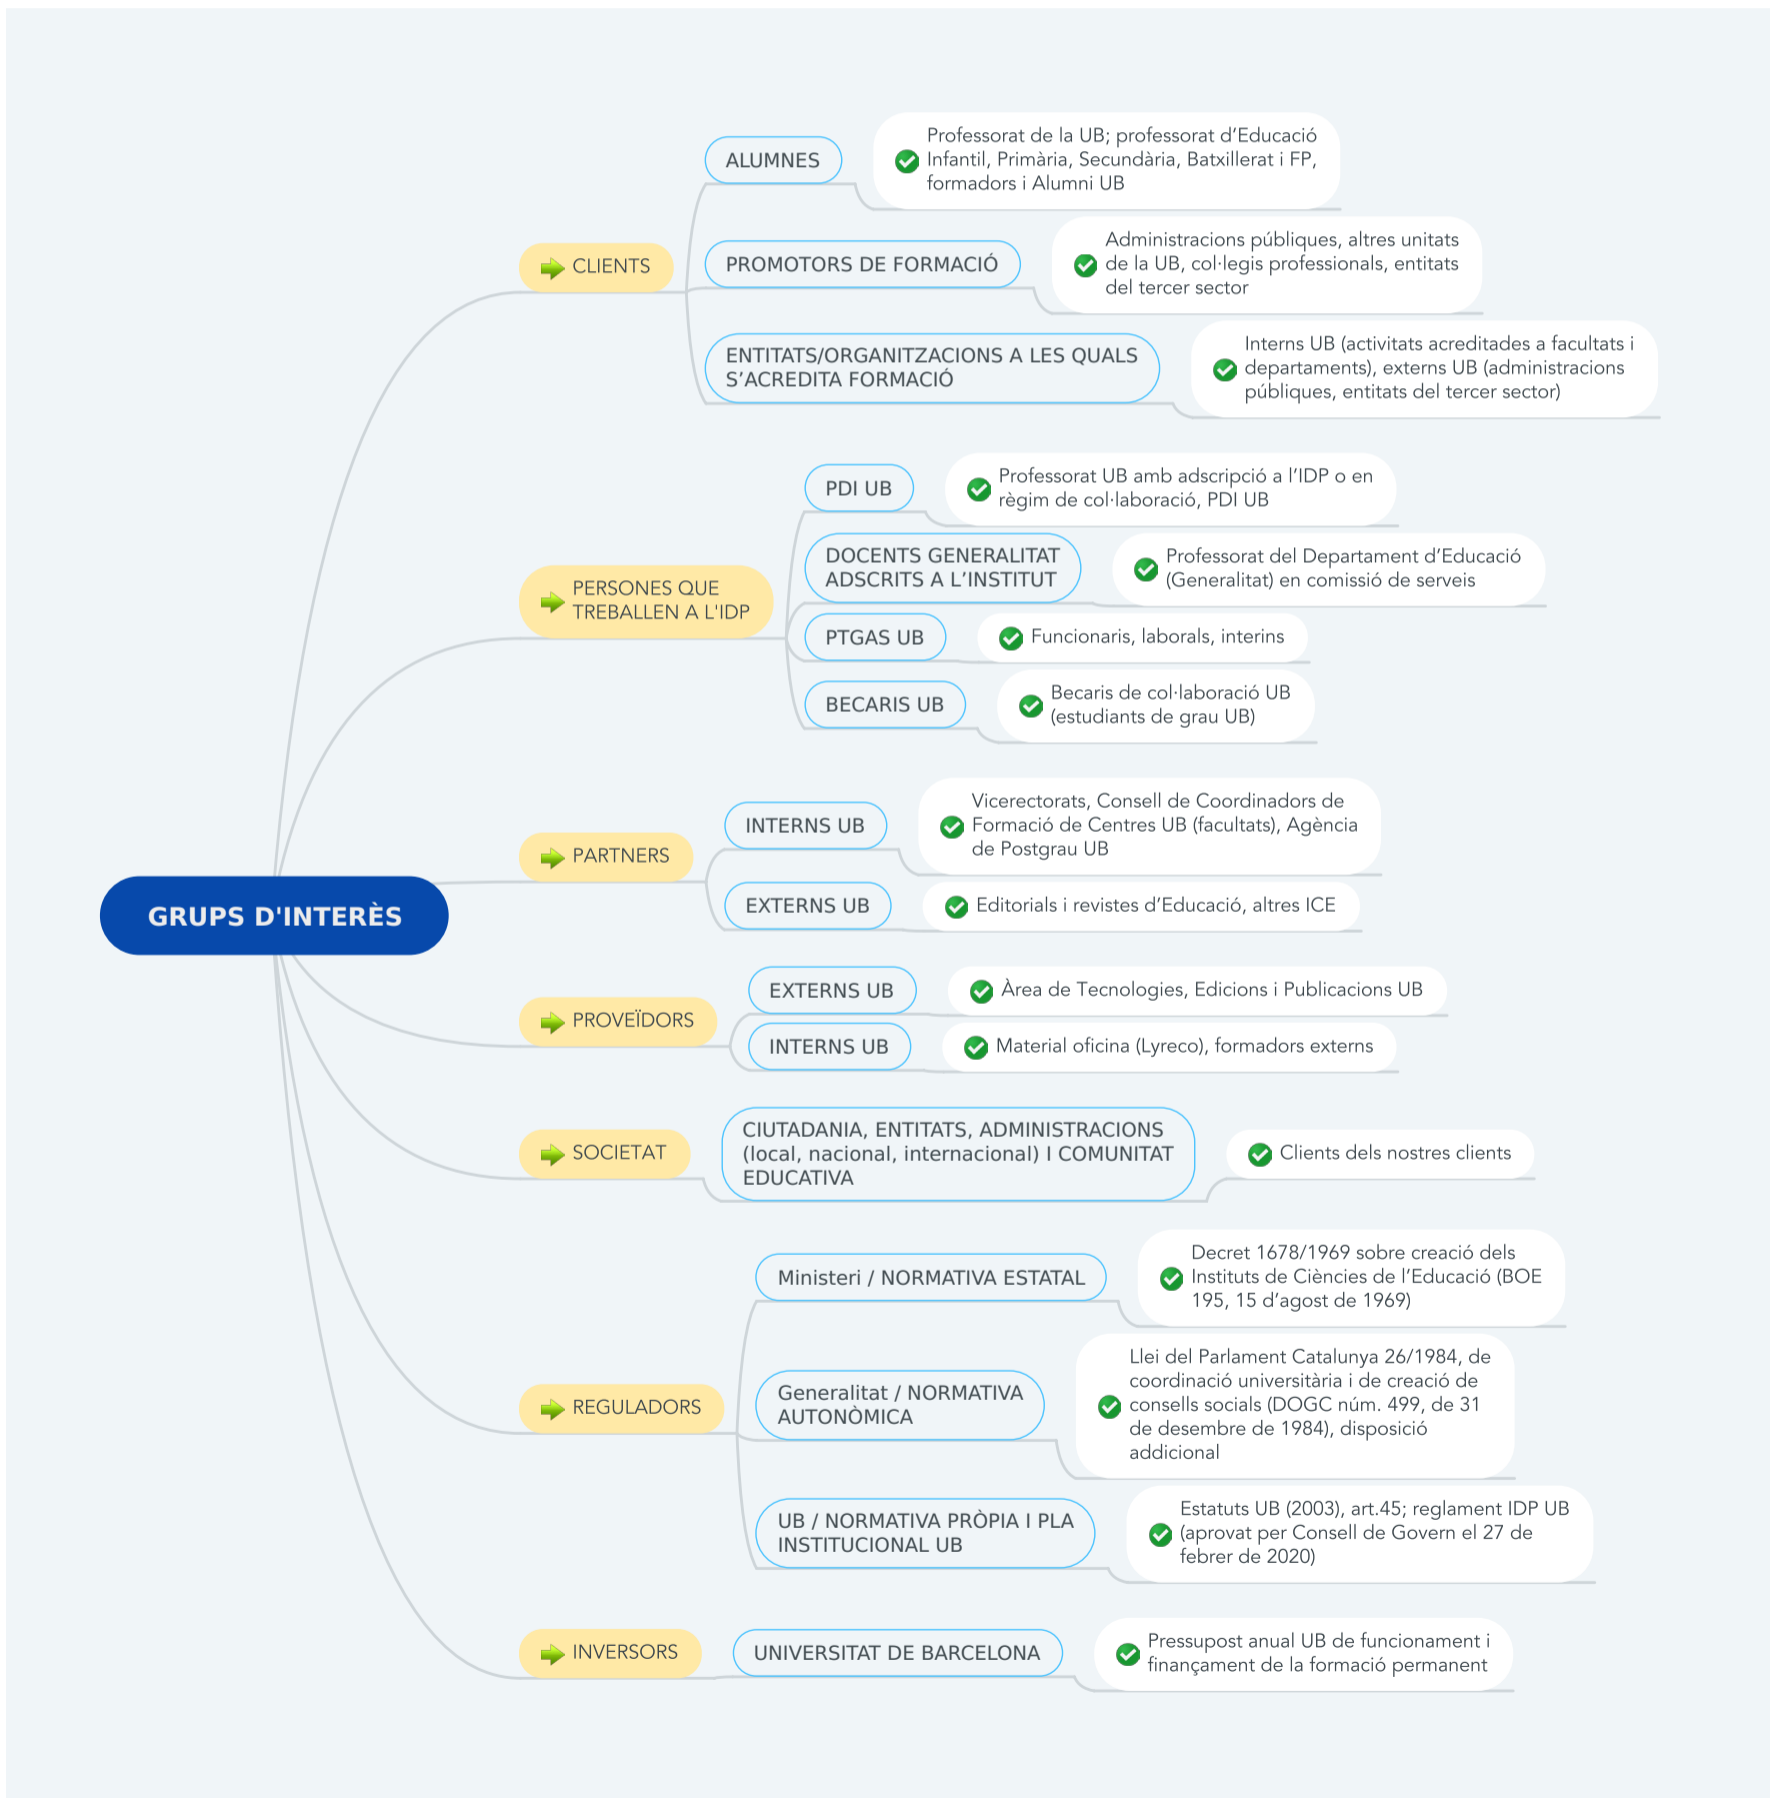 ALUMNES
Professorat de la UB; professorat d’Educació
Infantil, Primària, Secundària, Batxillerat i FP,
formadors i Alumni UB
CLIENTS
PROMOTORS DE FORMACIÓ
Administracions públiques, altres unitats
de la UB, col·legis professionals, entitats
del tercer sector
ENTITATS/ORGANITZACIONS A LES QUALS
S’ACREDITA FORMACIÓ
Interns UB (activitats acreditades a facultats i
departaments), externs UB (administracions
públiques, entitats del tercer sector)
PERSONES QUE
TREBALLEN A L'IDP
PDI UB
Professorat UB amb adscripció a l’IDP o en
règim de col·laboració, PDI UB
DOCENTS GENERALITAT
ADSCRITS A L’INSTITUT
Professorat del Departament d’Educació
(Generalitat) en comissió de serveis
PTGAS UB
Funcionaris, laborals, interins
BECARIS UB
Becaris de col·laboració UB
(estudiants de grau UB)
GRUPS D'INTERÈS
PARTNERS
INTERNS UB
Vicerectorats, Consell de Coordinadors de
Formació de Centres UB (facultats), Agència
de Postgrau UB
EXTERNS UB
Editorials i revistes d’Educació, altres ICE
PROVEÏDORS
EXTERNS UB
Àrea de Tecnologies, Edicions i Publicacions UB
INTERNS UB
Material oficina (Lyreco), formadors externs
SOCIETAT
CIUTADANIA, ENTITATS, ADMINISTRACIONS
(local, nacional, internacional) I COMUNITAT
EDUCATIVA
Clients dels nostres clients
REGULADORS
Ministeri / NORMATIVA ESTATAL
Decret 1678/1969 sobre creació dels
Instituts de Ciències de l’Educació (BOE
195, 15 d’agost de 1969)
Generalitat / NORMATIVA
AUTONÒMICA
Llei del Parlament Catalunya 26/1984, de
coordinació universitària i de creació de
consells socials (DOGC núm. 499, de 31
de desembre de 1984), disposició
addicional
UB / NORMATIVA PRÒPIA I PLA
INSTITUCIONAL UB
Estatuts UB (2003), art.45; reglament IDP UB
(aprovat per Consell de Govern el 27 de
febrer de 2020)
INVERSORS
UNIVERSITAT DE BARCELONA
Pressupost anual UB de funcionament i
finançament de la formació permanent